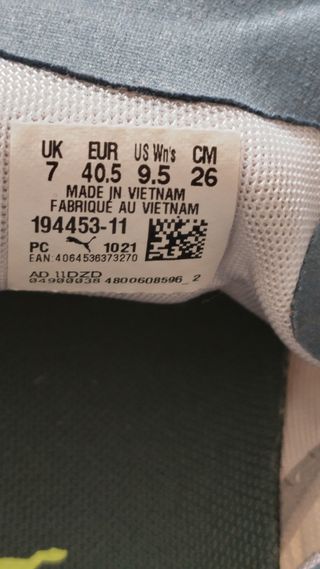 UK EUR US Wn's CM
7 40.5 9.5 26
MADE IN VIETNAM
FABRIQUÉ AU VIETNAM
194453-11
PC 1021
EAN:4064536373270
AD 11DZD
04900038 4800608596_2